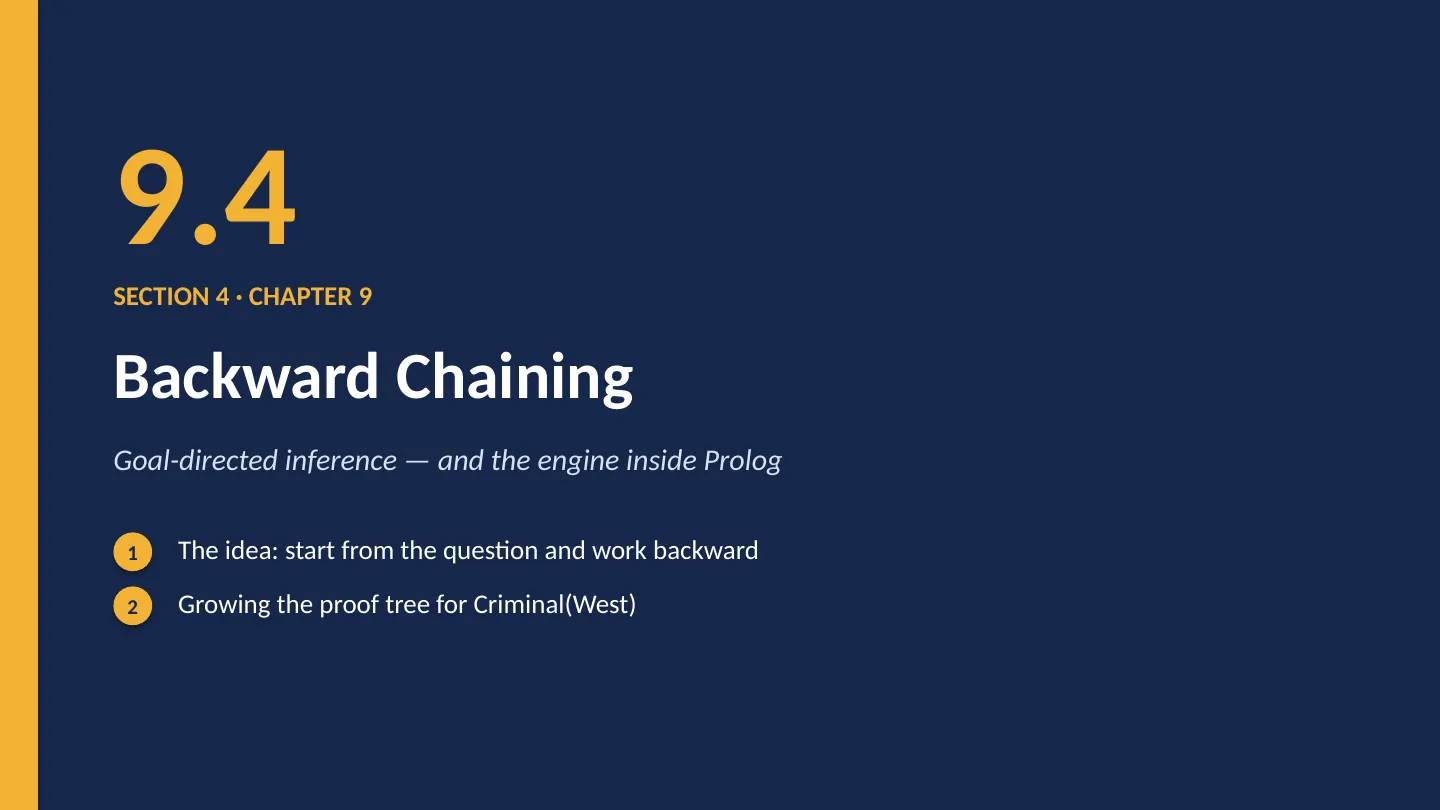 9.4
SECTION 4 · CHAPTER 9
Backward Chaining
Goal-directed inference — and the engine inside Prolog
1 The idea: start from the question and work backward
2 Growing the proof tree for Criminal(West)